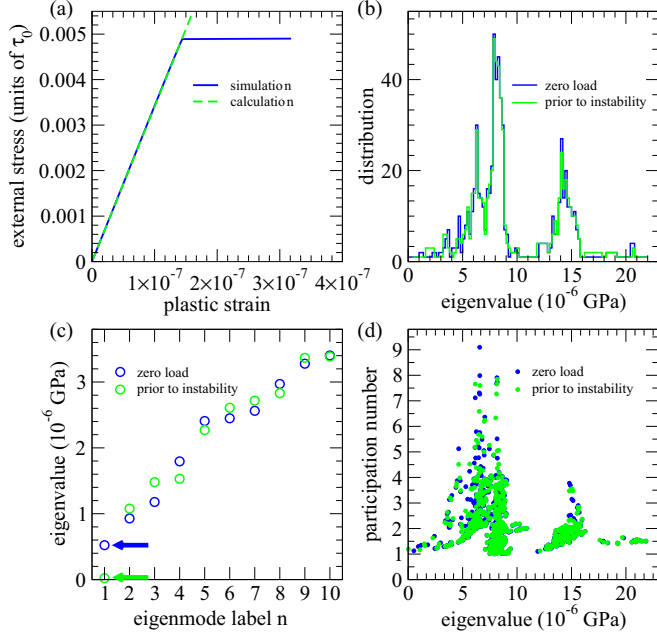 (a)
0.005
0.004
0.003
0.002
0.001
0
external stress (units of τ0)
simulation
calculation
0 1×10-7 2×10-7 3×10-7 4×10-7
plastic strain
(b)
40
20
0
distribution
zero load
prior to instability
0 5 10 15 20
eigenvalue (10-6 GPa)
(c)
3
2
1
0
eigenvalue (10-6 GPa)
zero load
prior to instability
1 2 3 4 5 6 7 8 9 10
eigenmode label n
(d)
9
8
7
6
5
4
3
2
1
0
participation number
zero load
prior to instability
0 5 10 15 20
eigenvalue (10-6 GPa)